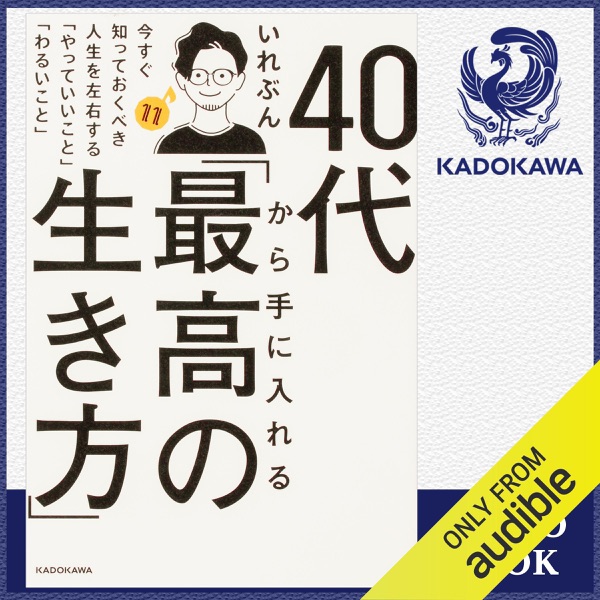 40代
から手に入れる
「最高の
生き方」
いれぶん
今すぐ
知っておくべき
人生を左右する
「やっていいこと」
「わるいこと」
KADOKAWA
KADOKAWA
ONLY FROM
audible